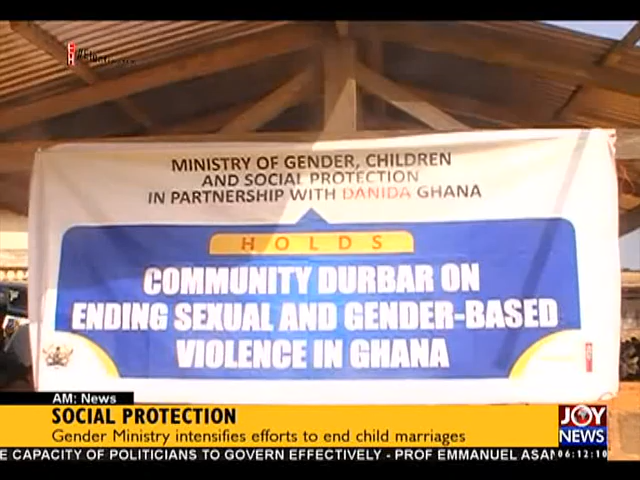 MINISTRY OF GENDER, CHILDREN
AND SOCIAL PROTECTION
IN PARTNERSHIP WITH DANIDA GHANA
HOLDS
COMMUNITY DURBAR ON
ENDING SEXUAL AND GENDER-BASED
VIOLENCE IN GHANA
AM: News
SOCIAL PROTECTION
Gender Ministry intensifies efforts to end child marriages
JOY
NEWS
6:12:10
E CAPACITY OF POLITICIANS TO GOVERN EFFECTIVELY - PROF EMMANUEL ASAN